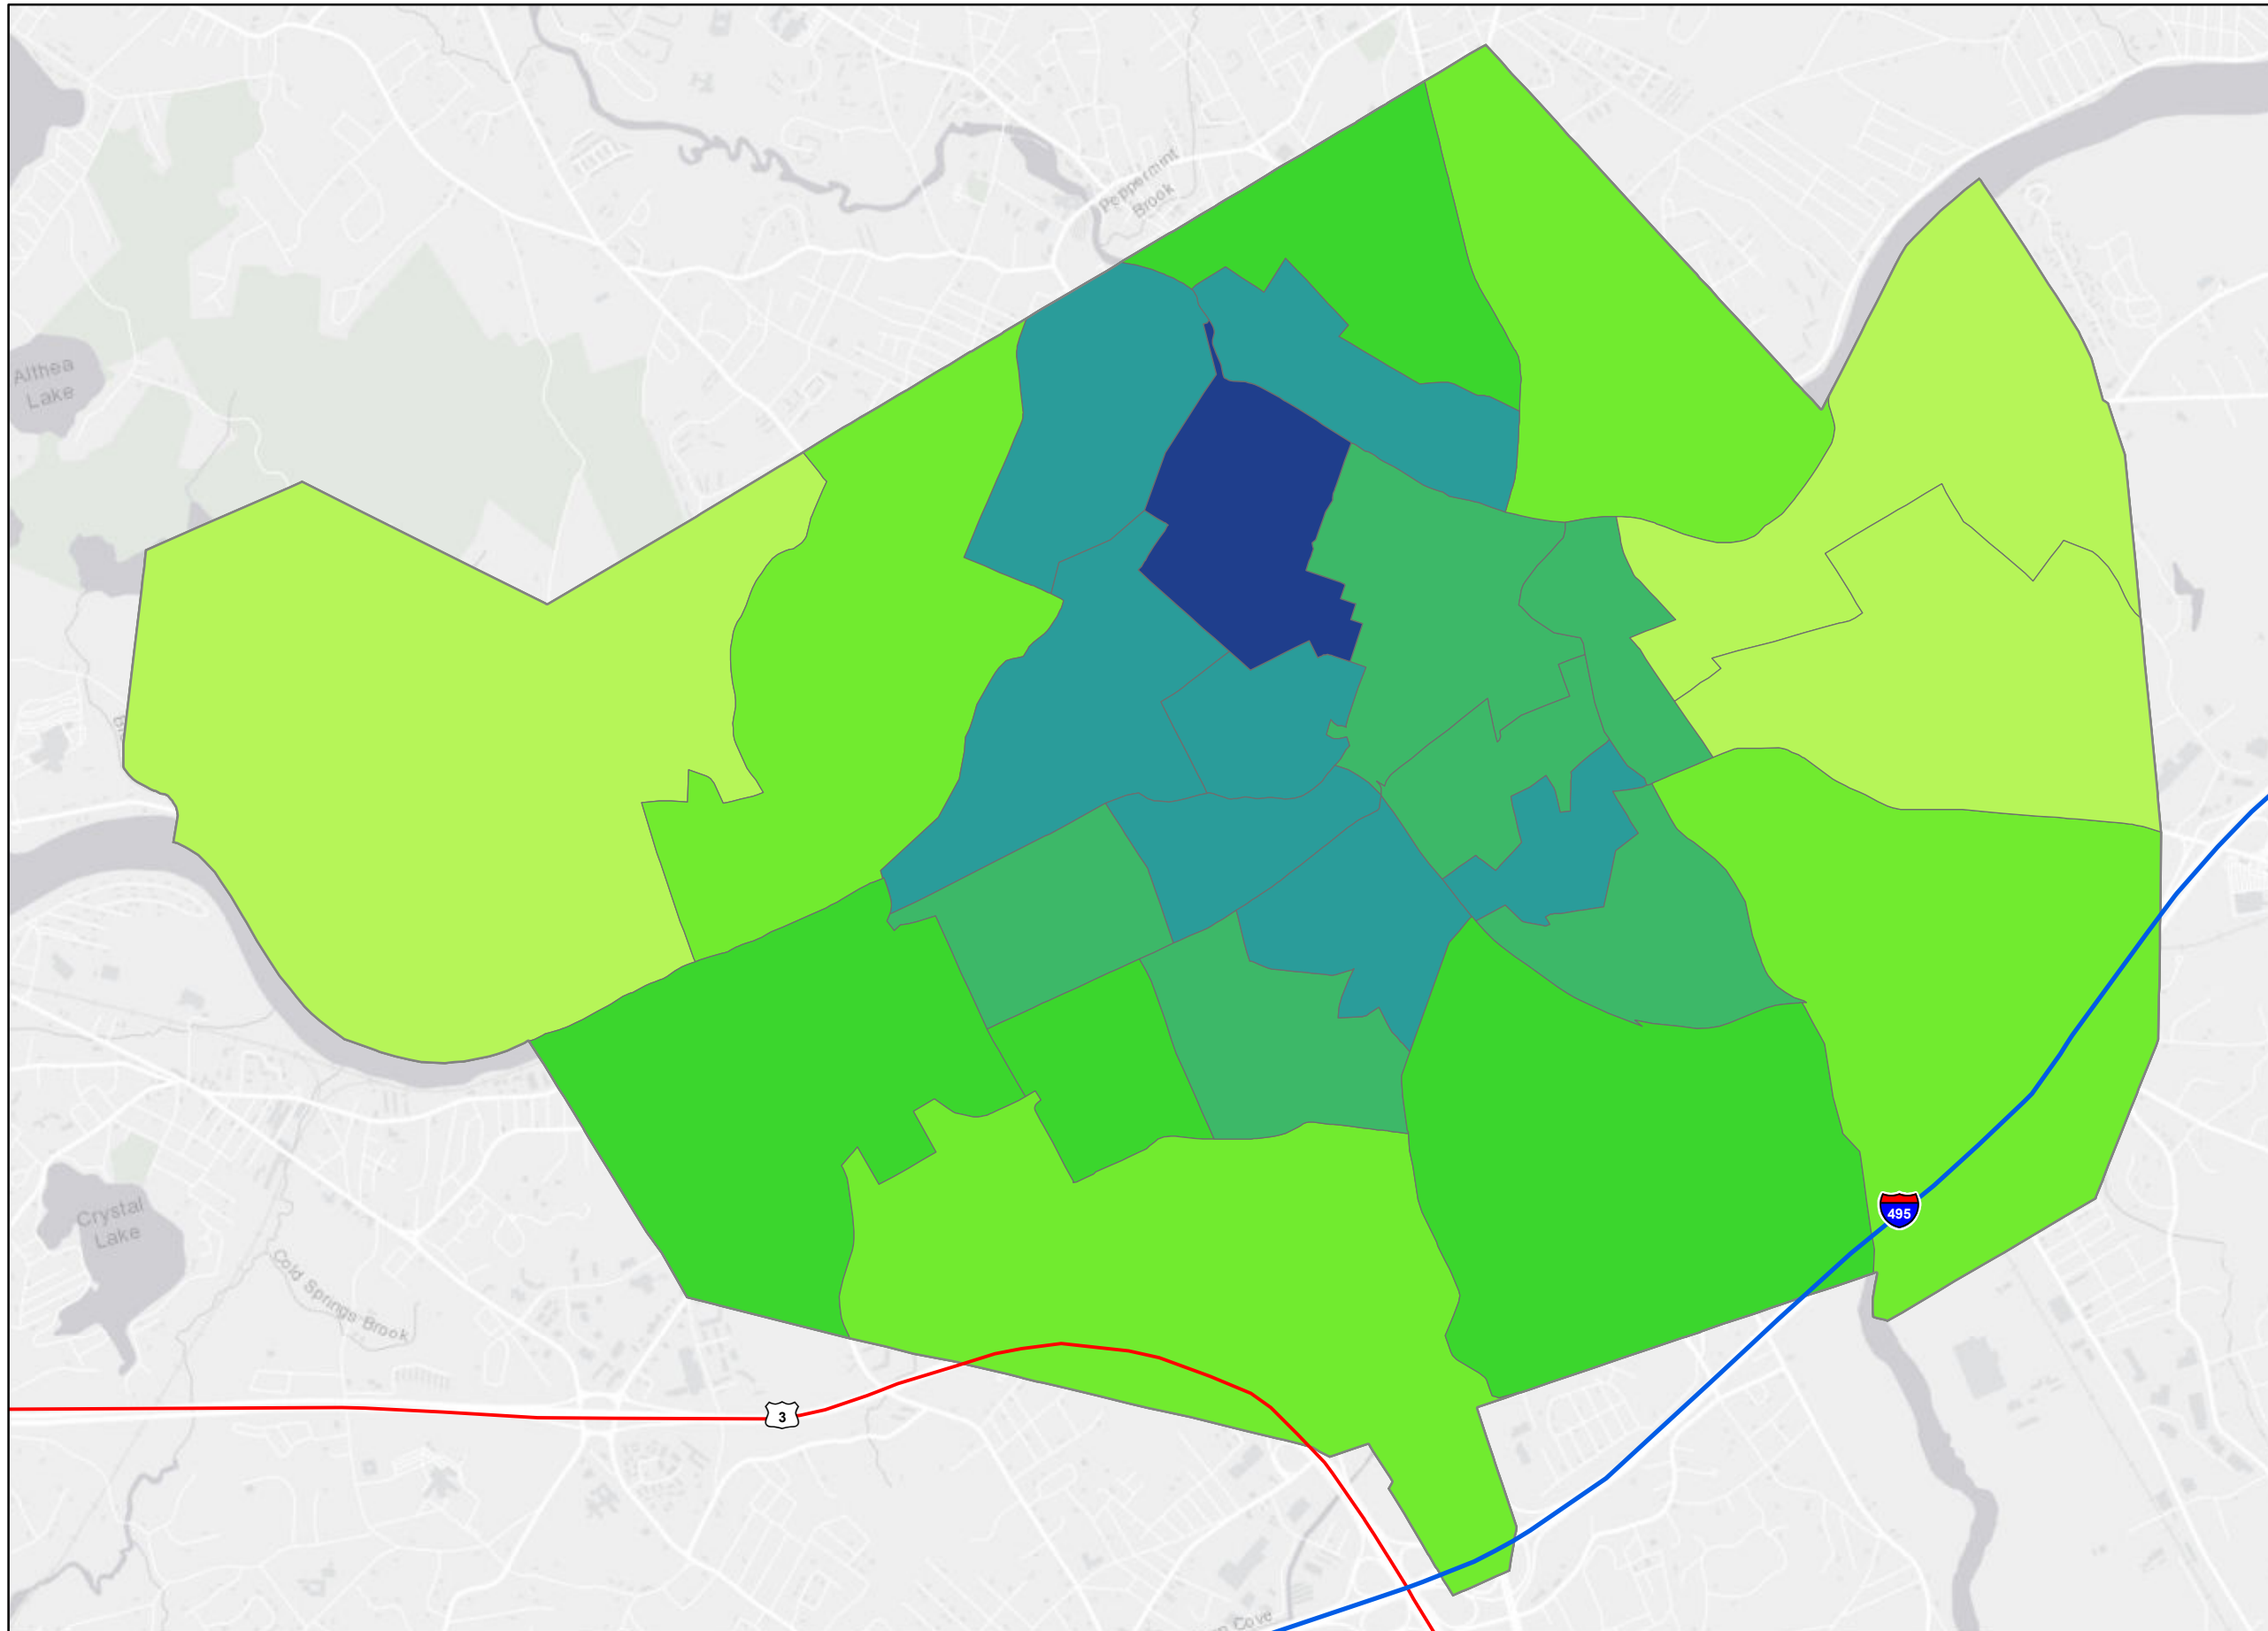 Peppermint
Brook
Althea
Lake
Crystal
Lake
495
Cold Springs Brook
3
Cove